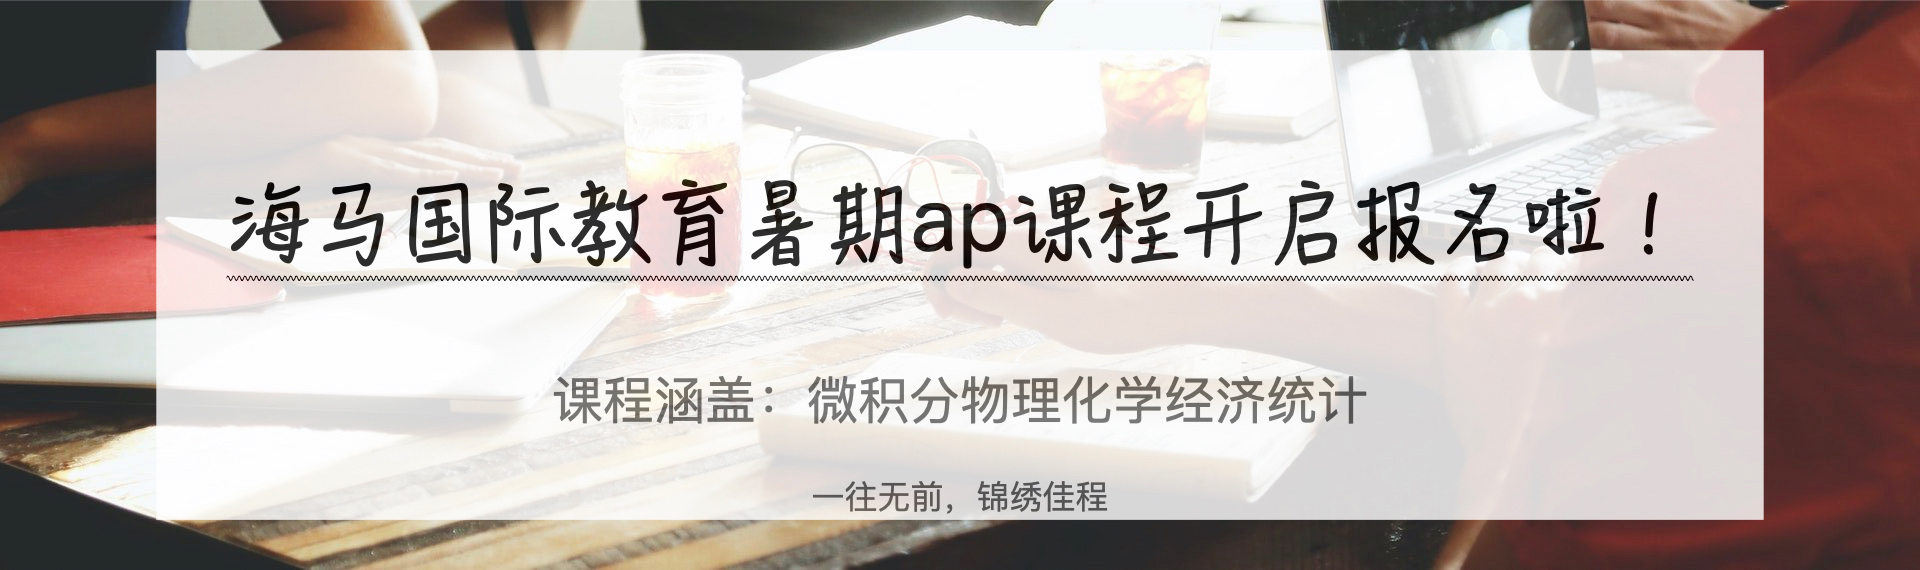 海马国际教育暑期ap课程开启报名啦！
课程涵盖：微积分物理化学经济统计
一往无前，锦绣佳程